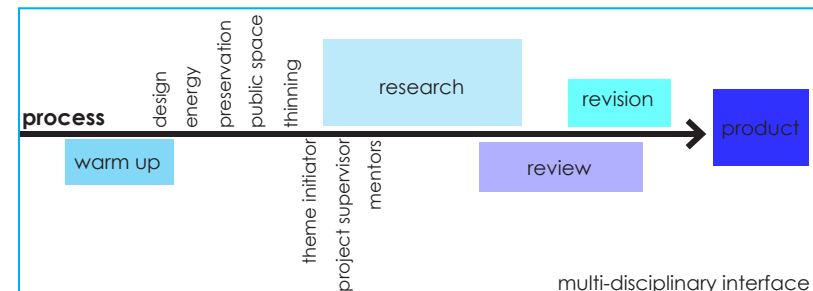 process
warm up
design
energy
preservation
public space
thinning
theme initiator
project supervisor
mentors
research
review
revision
product
multi-disciplinary interface